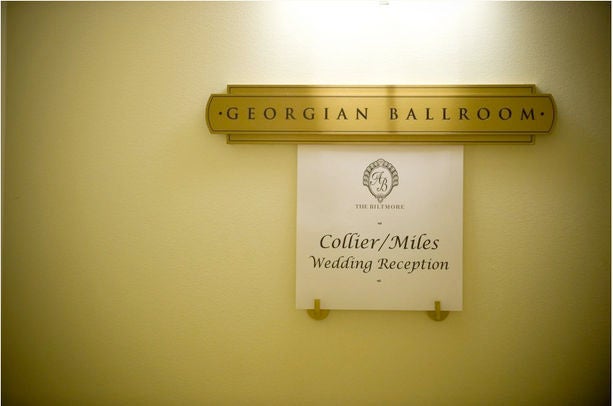 ·GEORGIAN BALLROOM·
AB
THE BILTMORE
Collier/Miles
Wedding Reception